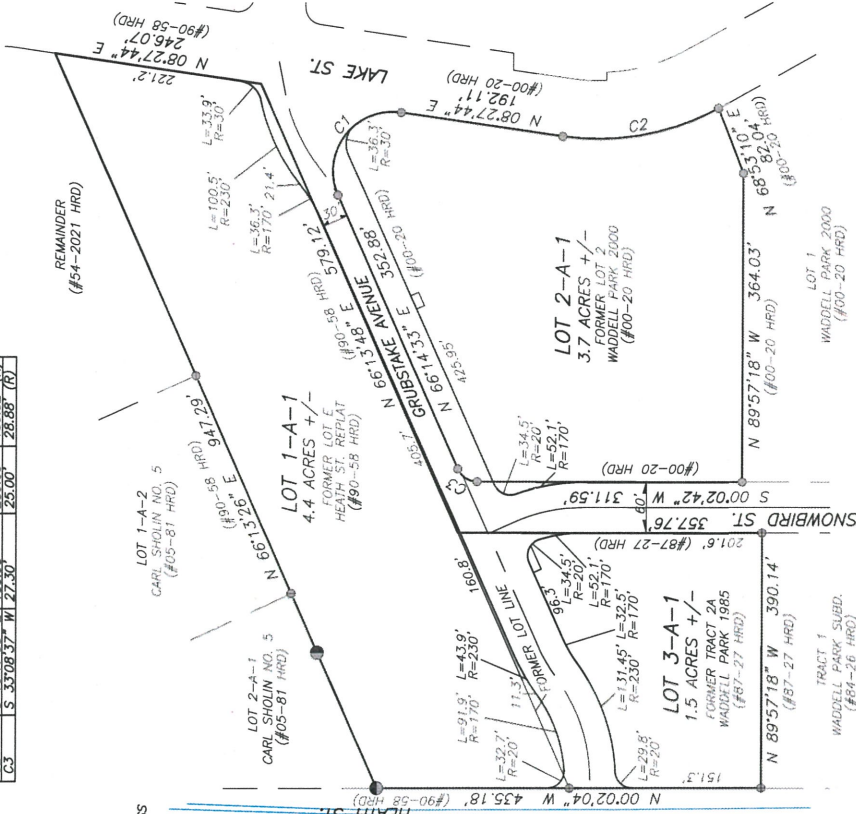 N 08°27'44" E
246.07'
(#90-58 HRD)
221.2'
LAKE ST.
L=33.9'
R=30'
L=100.5'
R=230'
L=36.3'
R=170'
21.4'
C1
L=36.3'
R=30'
N 08°27'44" E
192.11'
(#00-20 HRD)
C2
N 68°53'10" E
82.04'
(#00-20 HRD)
REMAINDER
(#54-2021 HRD)
30'
(#90-58 HRD)
N 66°13'48" E 579.12'
GRUBSTAKE AVENUE
352.88'
N 66°14'33" E
(#00-20 HRD)
425.95'
405.7'
LOT 2-A-1
3.7 ACRES +/-
FORMER LOT 2
WADDELL PARK 2000
(#00-20 HRD)
N 89°57'18" W 364.03'
(#00-20 HRD)
LOT 1
WADDELL PARK 2000
(#00-20 HRD)
LOT 1-A-2
CARL SHOLIN NO. 5
(#05-81 HRD)
(#90-58 HRD)
N 66°13'26" E 947.29'
LOT 1-A-1
4.4 ACRES +/-
FORMER LOT E
HEATH ST. REPLAT
(#90-58 HRD)
C3
L=34.5'
R=20'
L=52.1'
R=170'
(#00-20 HRD)
S 00°02'42" W 311.59'
60'
SNOWBIRD ST.
357.76'
(#87-27 HRD)
201.6'
LOT 2-A-1
CARL SHOLIN NO. 5
(#05-81 HRD)
160.8'
FORMER LOT LINE
96.3'
L=34.5'
R=20'
L=52.1'
R=170'
L=32.5'
R=170'
L=131.45'
R=230'
L=43.9'
R=230'
11.3'
L=91.9'
R=170'
L=32.7'
R=20'
L=29.8'
R=20'
LOT 3-A-1
1.5 ACRES +/-
FORMER TRACT 2A
WADDELL PARK 1985
(#87-27 HRD)
N 89°57'18" W 390.14'
(#87-27 HRD)
TRACT 1
WADDELL PARK SUBD.
(#84-26 HRD)
151.3'
N 00°02'04" W 435.18'
(#90-58 HRD)
C3 S 33°08'37" W 27.30' 25.00' 28.88' (R)